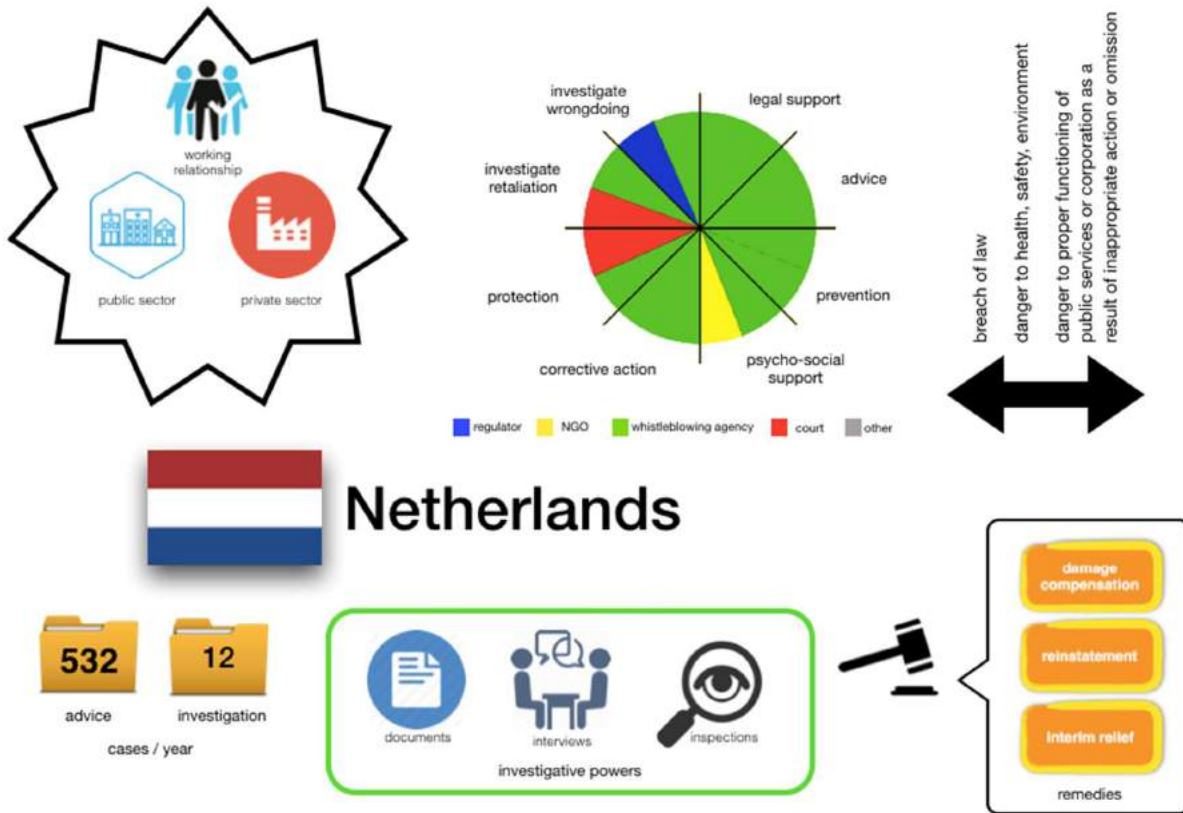 working
relationship
public sector
private sector
investigate
wrongdoing
legal support
investigate
retaliation
advice
protection
prevention
corrective action
psycho-social
support
regulator
NGO
whistleblowing agency
court
other
breach of law
danger to health, safety, environment
danger to proper functioning of
public services or corporation as a
result of inappropriate action or omission
Netherlands
532
12
advice
investigation
cases / year
documents
interviews
inspections
investigative powers
damage
compensation
reinstatement
interim relief
remedies